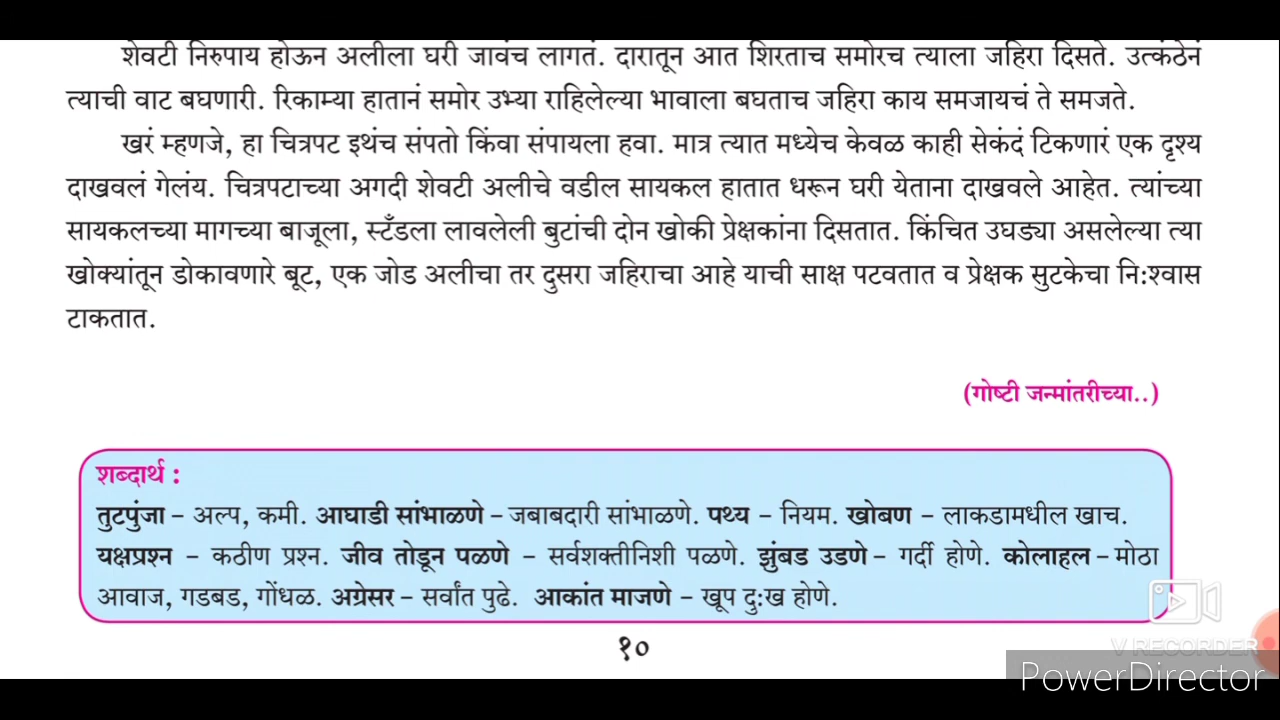 शेवटी निरुपाय होऊन अलीला घरी जावंच लागतं. दारातून आत शिरताच समोरच त्याला जहिरा दिसते. उत्कंठेनं
त्याची वाट बघणारी. रिकाम्या हातानं समोर उभ्या राहिलेल्या भावाला बघताच जहिरा काय समजायचं ते समजते.
खरं म्हणजे, हा चित्रपट इथंच संपतो किंवा संपायला हवा. मात्र त्यात मध्येच केवळ काही सेकंदं टिकणारं एक दृश्य
दाखवलं गेलंय. चित्रपटाच्या अगदी शेवटी अलीचे वडील सायकल हातात धरून घरी येताना दाखवले आहेत. त्यांच्या
सायकलच्या मागच्या बाजूला, स्टँडला लावलेली बुटांची दोन खोकी प्रेक्षकांना दिसतात. किंचित उघड्या असलेल्या त्या
खोक्यांतून डोकावणारे बूट, एक जोड अलीचा तर दुसरा जहिराचा आहे याची साक्ष पटवतात व प्रेक्षक सुटकेचा नि:श्वास
टाकतात.
(गोष्टी जन्मांतरीच्या..)
शब्दार्थ :
तुटपुंजा - अल्प, कमी. आघाडी सांभाळणे - जबाबदारी सांभाळणे. पथ्य - नियम. खोबण - लाकडामधील खाच.
यक्षप्रश्न - कठीण प्रश्न. जीव तोडून पळणे - सर्वशक्तीनिशी पळणे. झुंबड उडणे - गर्दी होणे. कोलाहल - मोठा
आवाज, गडबड, गोंधळ. अग्रेसर - सर्वांत पुढे. आकांत माजणे - खूप दु:ख होणे.
१०
V RECORDER
PowerDirector